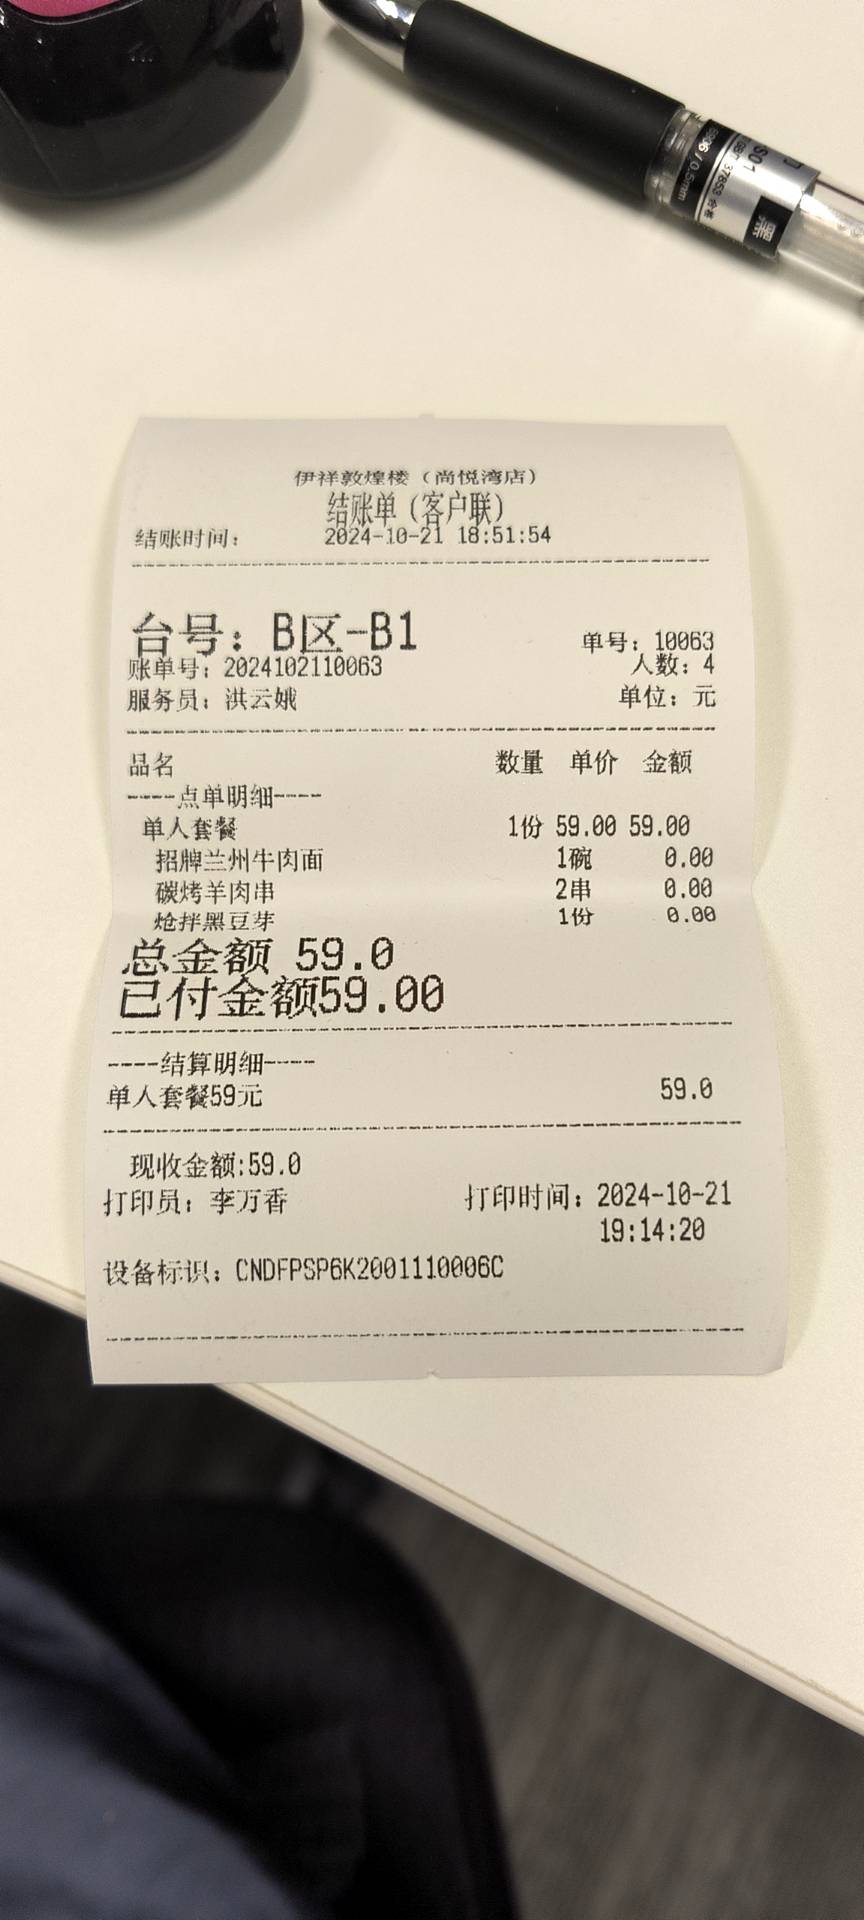 黑
伊祥敦煌楼（尚悦湾店）
结账单（客户联）
结账时间： 2024-10-21 18:51:54
台号：B区-B1 单号：10063
账单号：2024102110063 人数：4
服务员：洪云娥 单位：元
品名 数量 单价 金额
----点单明细----
单人套餐 1份 59.00 59.00
招牌兰州牛肉面 1碗 0.00
碳烤羊肉串 2串 0.00
炝拌黑豆芽 1份 0.00
总金额 59.0
已付金额59.00
----结算明细----
单人套餐59元 59.0
现收金额:59.0
打印员：李万香 打印时间：2024-10-21
19:14:20
设备标识：CNDFPSP6K2001110006C